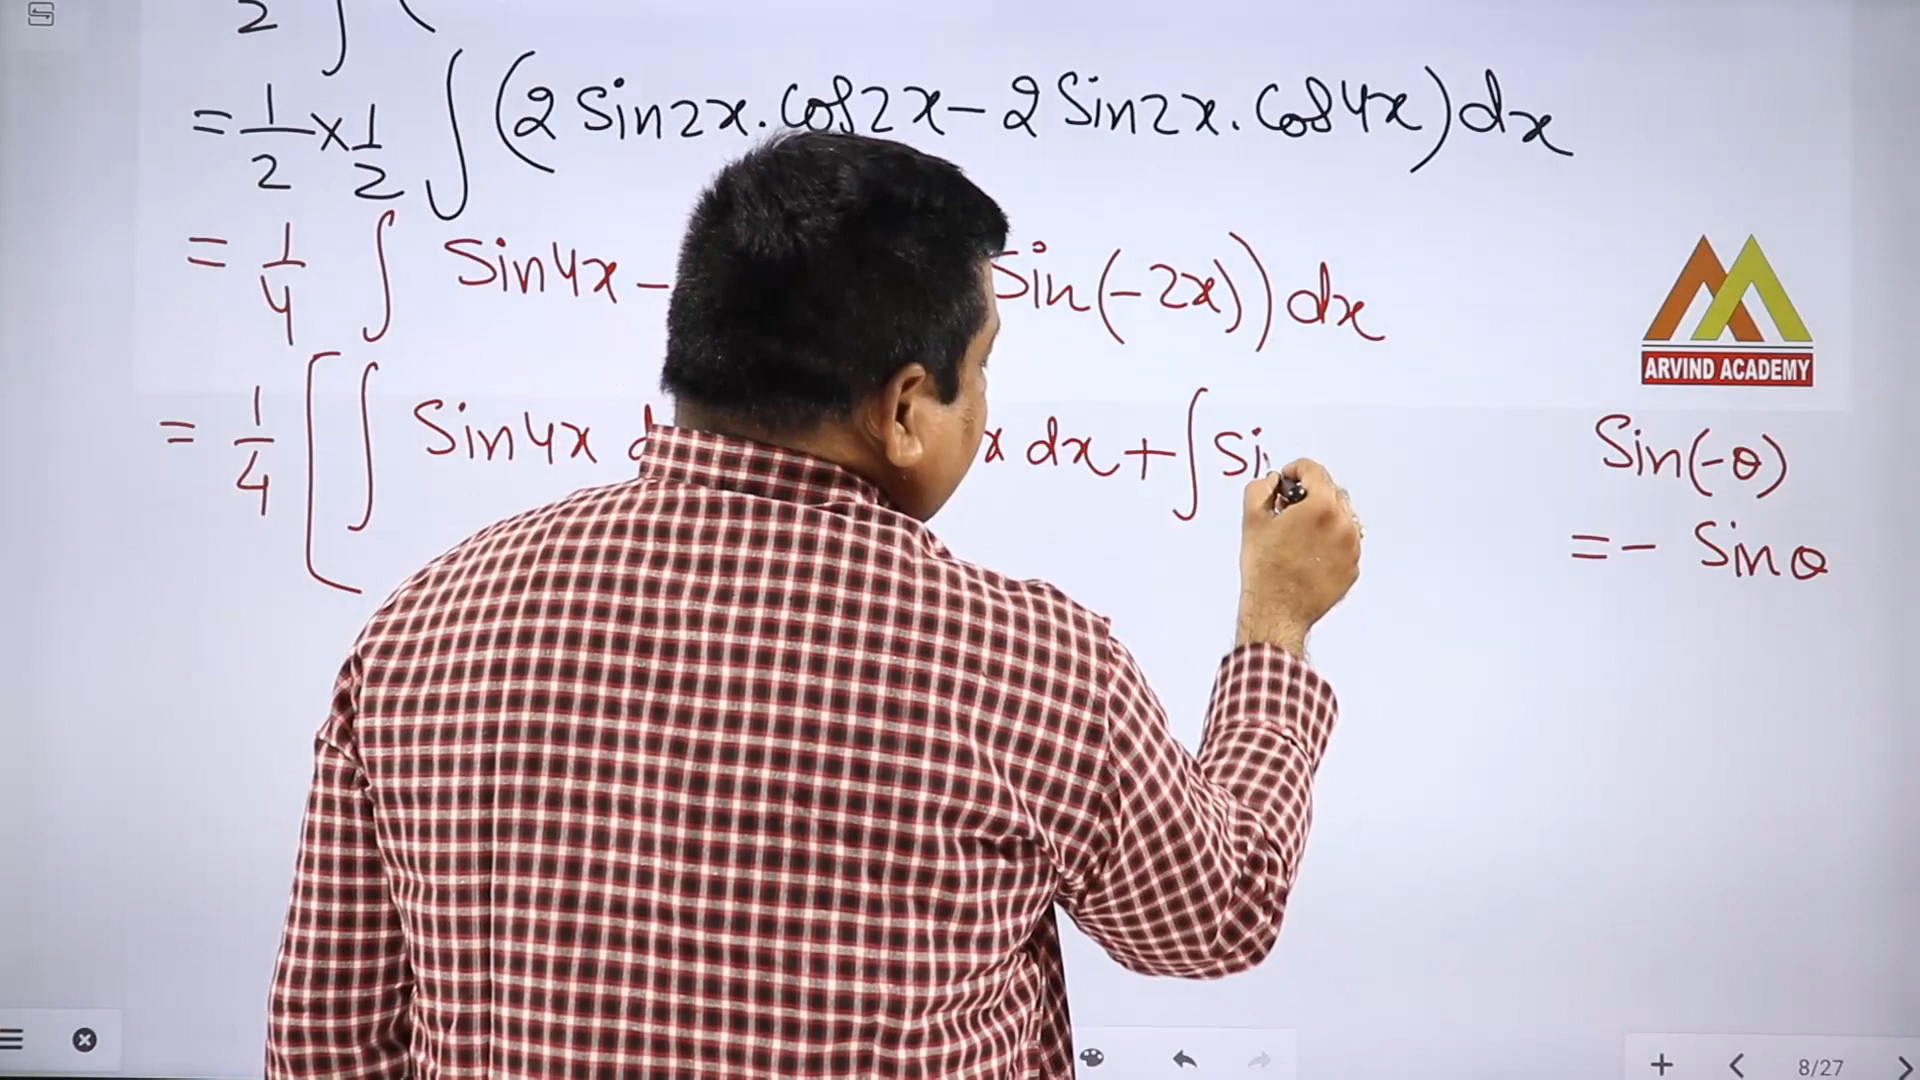 2 ∫ (
= 1/2 × 1/2 ∫ (2 Sin2x . Cos2x - 2 Sin2x . Cos4x) dx
= 1/4 ∫ Sin4x - Sin(-2x)) dx
ARVIND ACADEMY
= 1/4 [ ∫ Sin4x d x dx + ∫ Si
Sin(-θ)
= - Sinθ
8/27